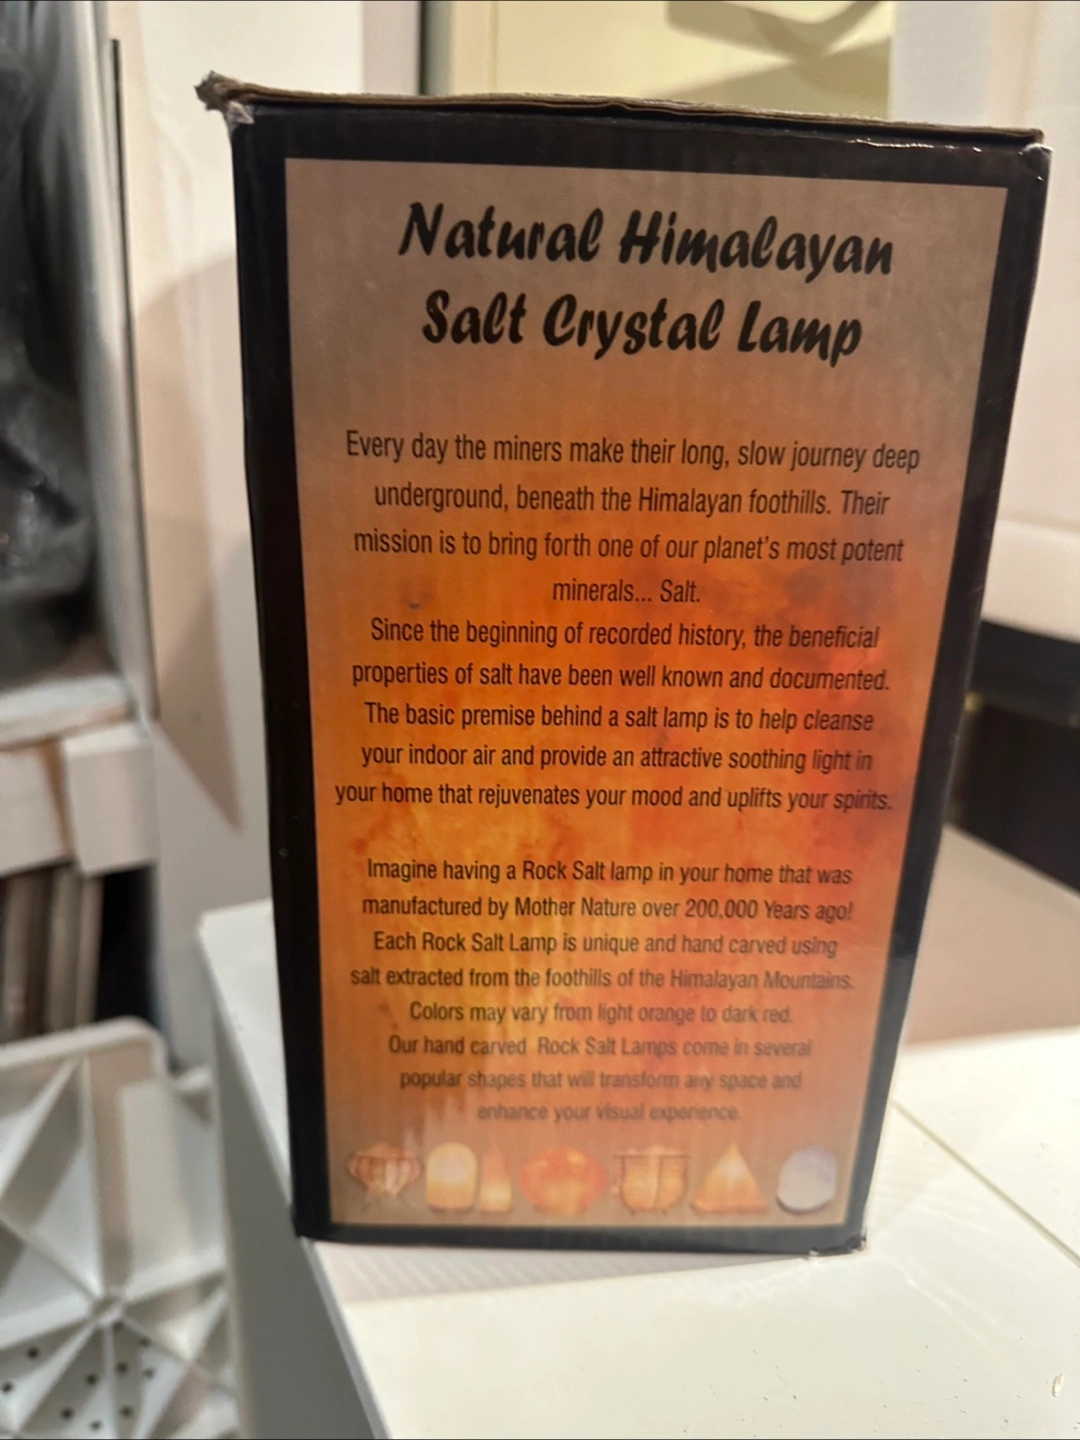 Natural Himalayan
Salt Crystal Lamp
Every day the miners make their long, slow journey deep
underground, beneath the Himalayan foothills. Their
mission is to bring forth one of our planet's most potent
minerals... Salt.
Since the beginning of recorded history, the beneficial
properties of salt have been well known and documented.
The basic premise behind a salt lamp is to help cleanse
your indoor air and provide an attractive soothing light in
your home that rejuvenates your mood and uplifts your spirits.
Imagine having a Rock Salt lamp in your home that was
manufactured by Mother Nature over 200,000 Years ago!
Each Rock Salt Lamp is unique and hand carved using
salt extracted from the foothills of the Himalayan Mountains.
Colors may vary from light orange to dark red.
Our hand carved Rock Salt Lamps come in several
popular shapes that will transform any space and
enhance your visual experience.